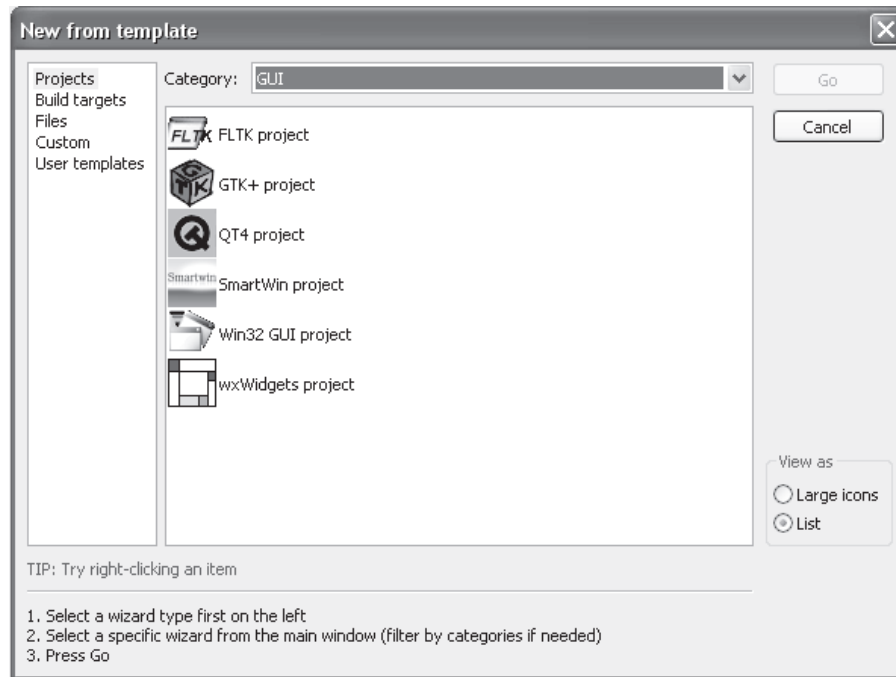 New from template
Projects
Build targets
Files
Custom
User templates
Category: GUI
Go
Cancel
FLTK FLTK project
GTK GTK+ project
QT4 project
Smartwin SmartWin project
Win32 GUI project
wxWidgets project
View as
Large icons
List
TIP: Try right-clicking an item
1. Select a wizard type first on the left
2. Select a specific wizard from the main window (filter by categories if needed)
3. Press Go